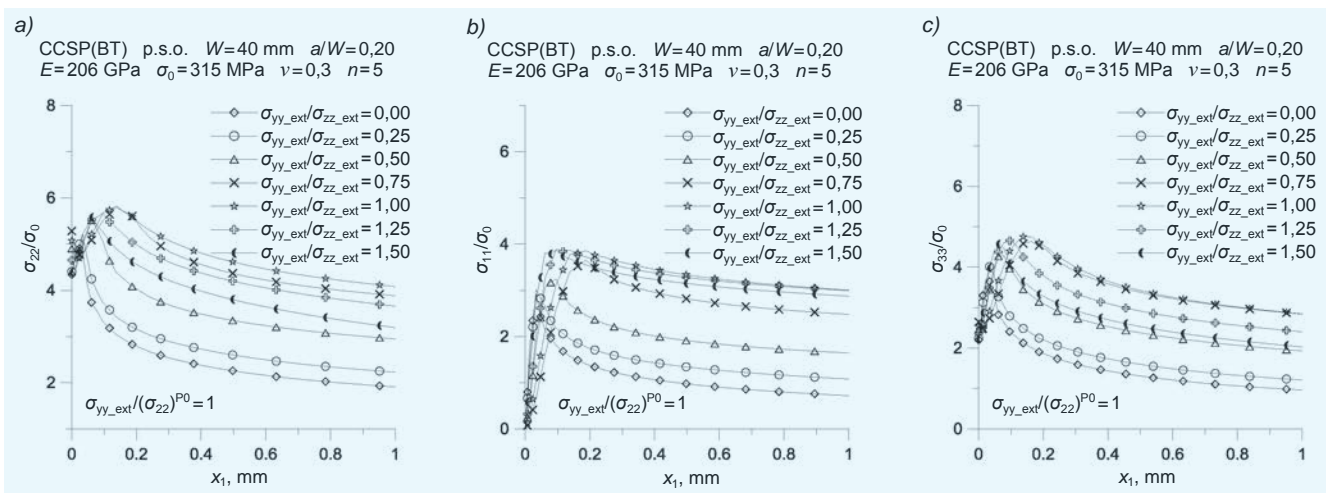 a)
CCSP(BT) p.s.o. W=40 mm a/W=0,20
E=206 GPa σ₀=315 MPa ν=0,3 n=5
8
6
4
2
σ₂₂/σ₀
σyy_ext/σzz_ext=0,00
σyy_ext/σzz_ext=0,25
σyy_ext/σzz_ext=0,50
σyy_ext/σzz_ext=0,75
σyy_ext/σzz_ext=1,00
σyy_ext/σzz_ext=1,25
σyy_ext/σzz_ext=1,50
σyy_ext/(σ₂₂)ᴾ⁰=1
0 0.2 0.4 0.6 0.8 1
x₁, mm
b)
CCSP(BT) p.s.o. W=40 mm a/W=0,20
E=206 GPa σ₀=315 MPa ν=0,3 n=5
8
6
4
2
0
σ₁₁/σ₀
σyy_ext/σzz_ext=0,00
σyy_ext/σzz_ext=0,25
σyy_ext/σzz_ext=0,50
σyy_ext/σzz_ext=0,75
σyy_ext/σzz_ext=1,00
σyy_ext/σzz_ext=1,25
σyy_ext/σzz_ext=1,50
σyy_ext/(σ₂₂)ᴾ⁰=1
0 0.2 0.4 0.6 0.8 1
x₁, mm
c)
CCSP(BT) p.s.o. W=40 mm a/W=0,20
E=206 GPa σ₀=315 MPa ν=0,3 n=5
8
6
4
2
0
σ₃₃/σ₀
σyy_ext/σzz_ext=0,00
σyy_ext/σzz_ext=0,25
σyy_ext/σzz_ext=0,50
σyy_ext/σzz_ext=0,75
σyy_ext/σzz_ext=1,00
σyy_ext/σzz_ext=1,25
σyy_ext/σzz_ext=1,50
σyy_ext/(σ₂₂)ᴾ⁰=1
0 0.2 0.4 0.6 0.8 1
x₁, mm